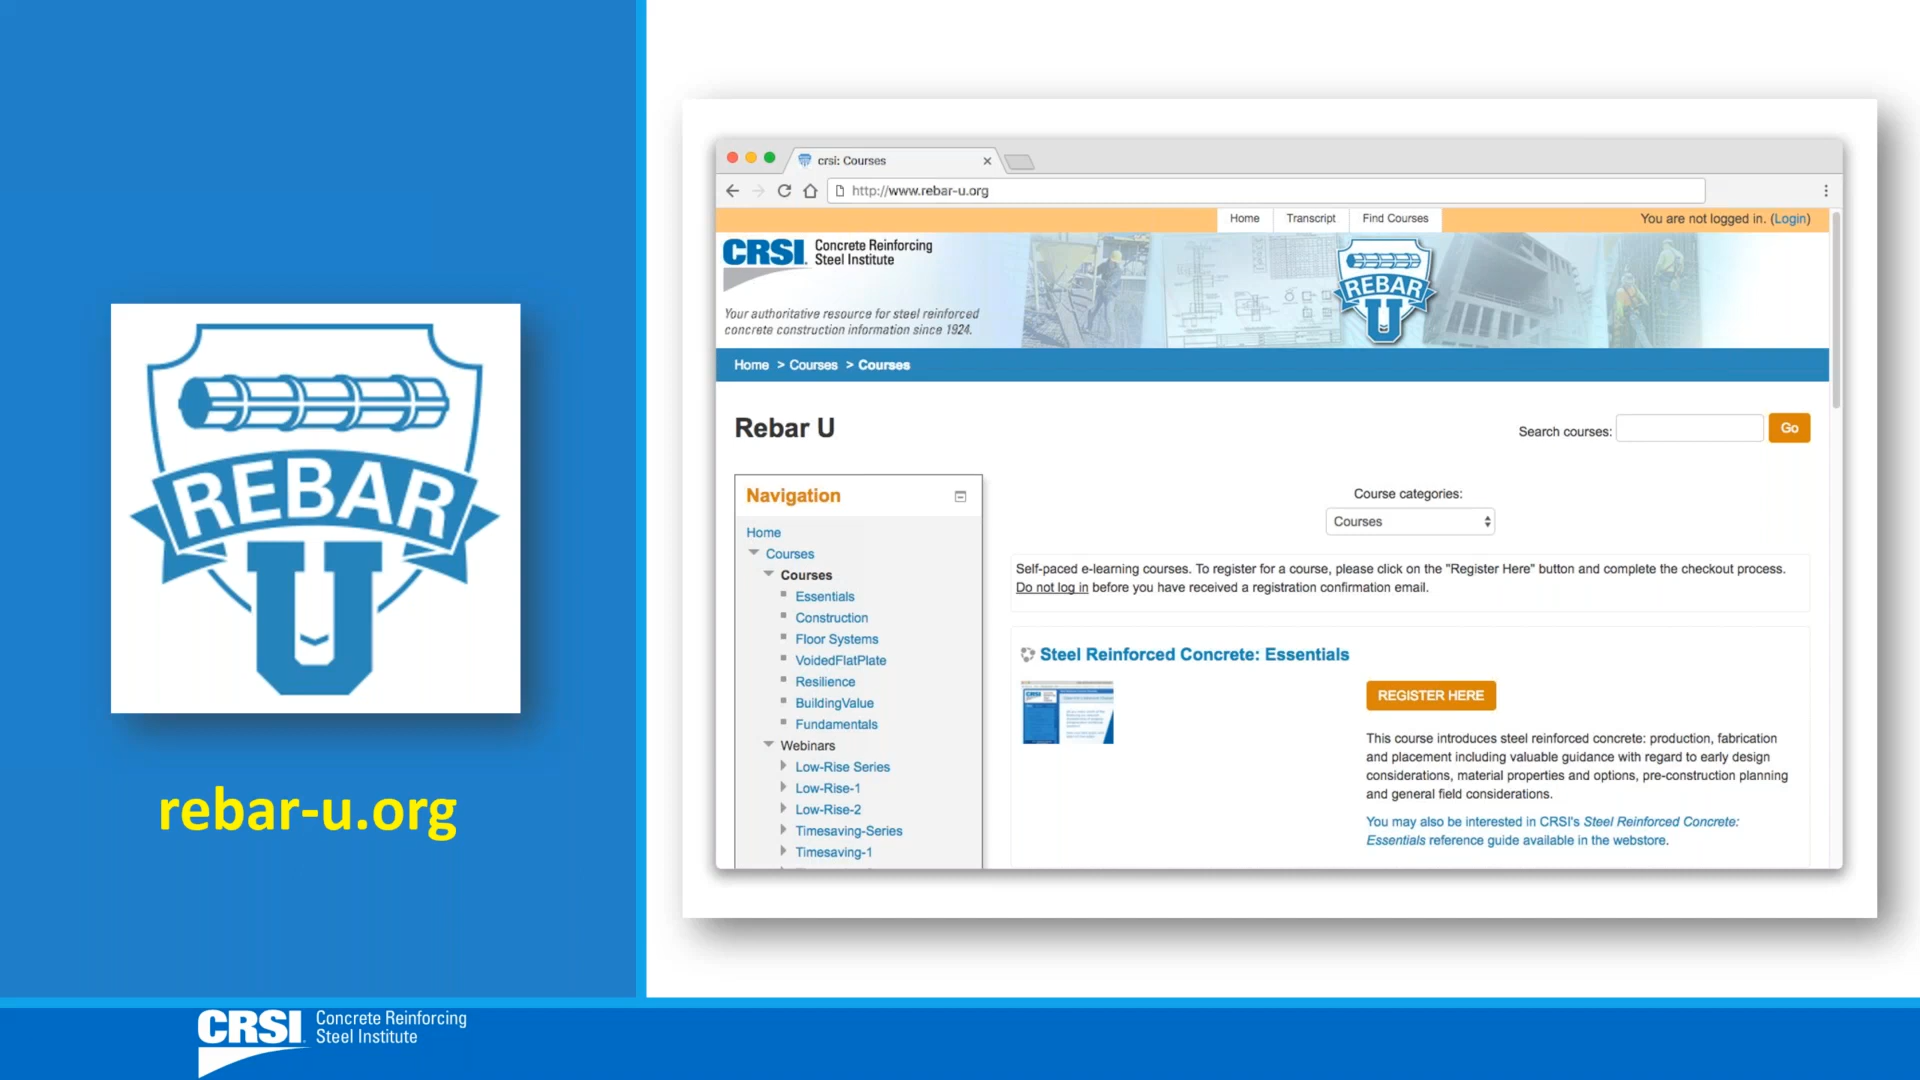 REBAR
U
rebar-u.org
crsi: Courses
http://www.rebar-u.org
Home
Transcript
Find Courses
You are not logged in. (Login)
CRSI Concrete Reinforcing
Steel Institute
Your authoritative resource for steel reinforced
concrete construction information since 1924.
REBAR
U
Home > Courses > Courses
Rebar U
Search courses:
Go
Navigation
Home
Courses
Courses
Essentials
Construction
Floor Systems
VoidedFlatPlate
Resilience
BuildingValue
Fundamentals
Webinars
Low-Rise Series
Low-Rise-1
Low-Rise-2
Timesaving-Series
Timesaving-1
Course categories:
Courses
Self-paced e-learning courses. To register for a course, please click on the "Register Here" button and complete the checkout process.
Do not log in before you have received a registration confirmation email.
Steel Reinforced Concrete: Essentials
REGISTER HERE
This course introduces steel reinforced concrete: production, fabrication
and placement including valuable guidance with regard to early design
considerations, material properties and options, pre-construction planning
and general field considerations.
You may also be interested in CRSI's Steel Reinforced Concrete:
Essentials reference guide available in the webstore.
CRSI Concrete Reinforcing
Steel Institute